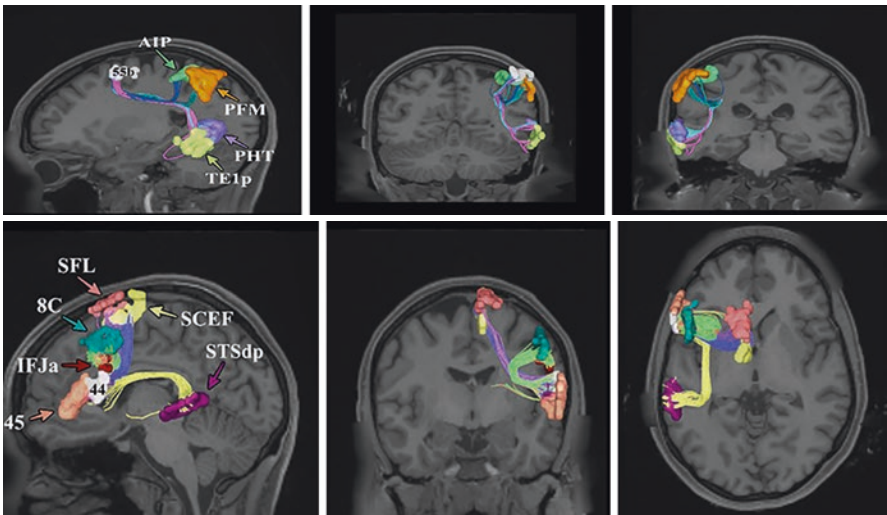 AIP
55b
PFM
PHT
TE1p
SFL
8C
SCEF
STSdp
IFJa
44
45